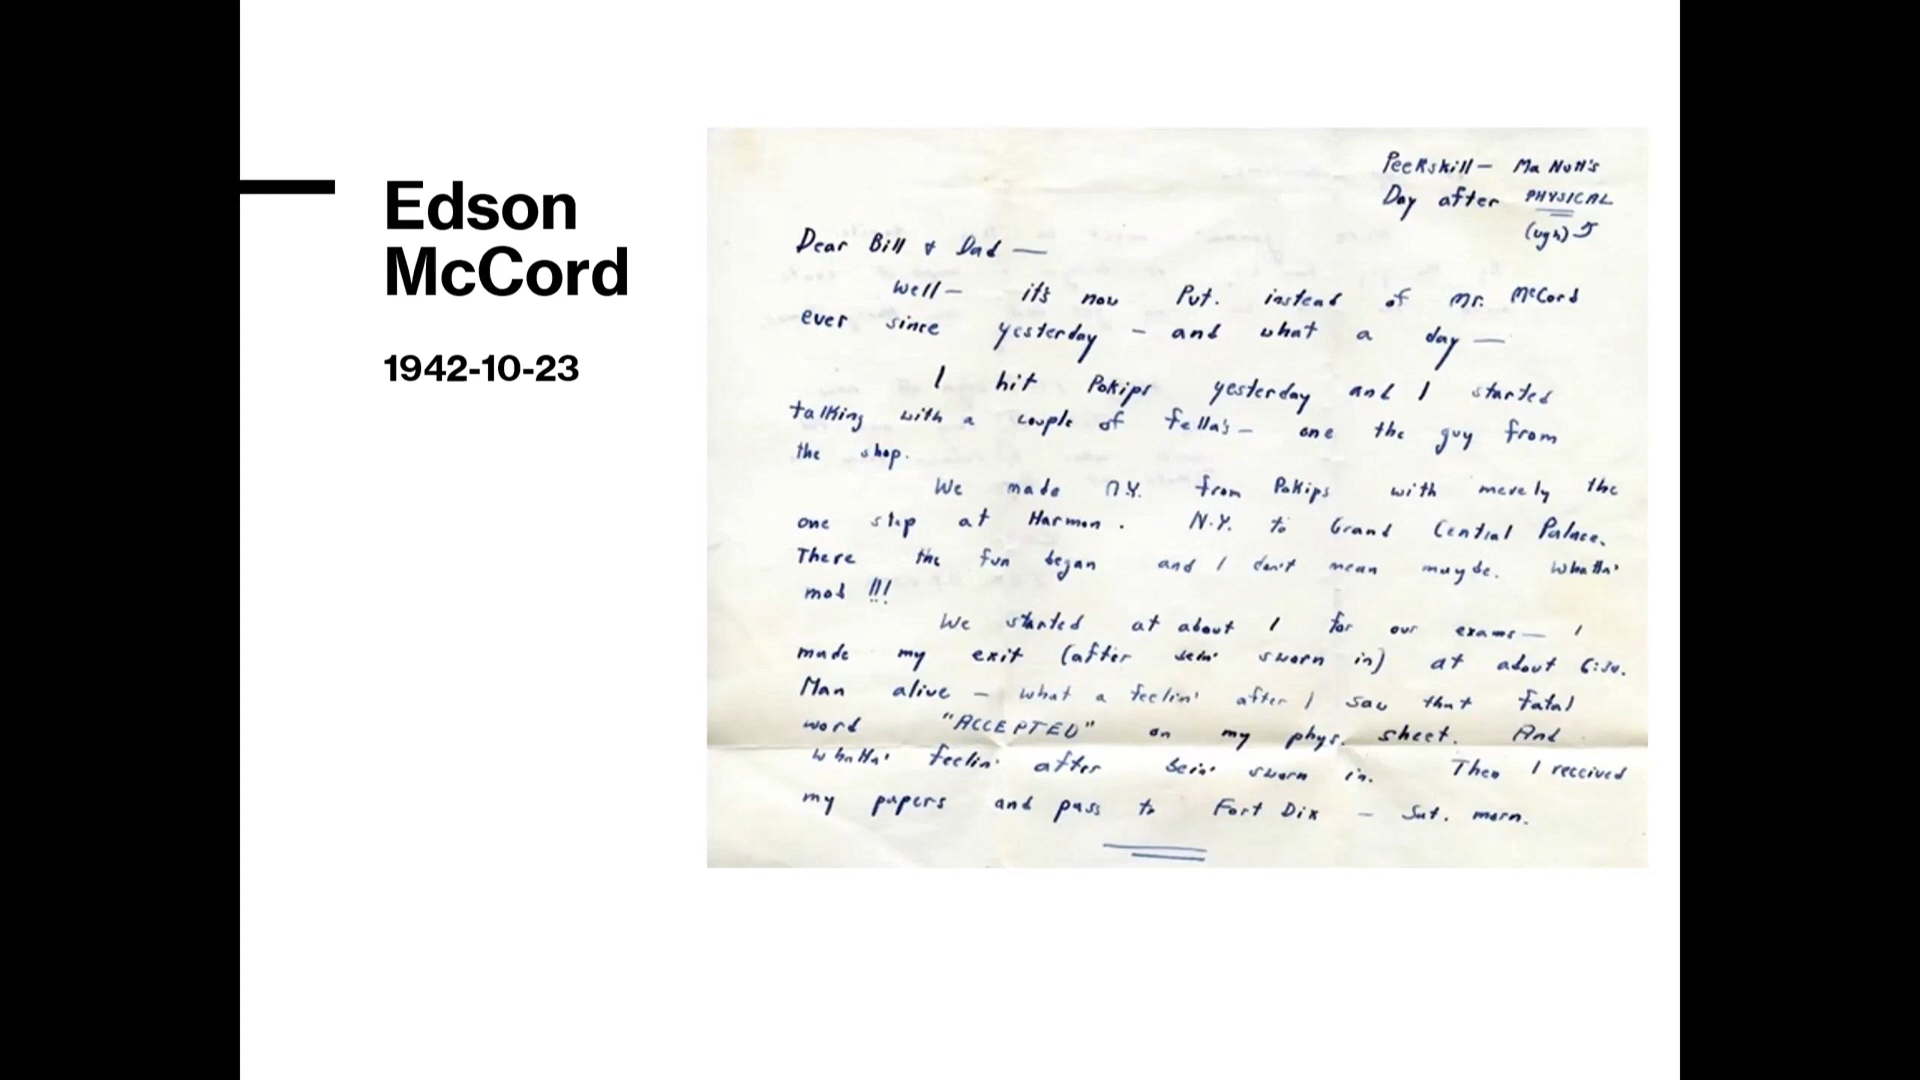 Edson
McCord
1942-10-23
Peekskill— Ma Nutt's
Day after PHYSICAL
(ugh)
Dear Bill & Dad —
Well— it's now Pvt. instead of Mr. McCord
ever since yesterday – and what a day —
I hit Pokips yesterday and I started
talking with a couple of fella's — one the guy from
the shop.
We made N.Y. from Pokips with merely the
one stop at Harmon. N.Y. to Grand Central Palace.
There the fun began and I don't mean maybe. Whatta'
mob !!!
We started at about 1 for our exams — I
made my exit (after bein' sworn in) at about 6:30.
Man alive – what a feelin' after I saw that fatal
word "ACCEPTED" on my phys. sheet. And
whatta' feelin' after bein' sworn in. Then I received
my papers and pass to Fort Dix – Sat. morn.